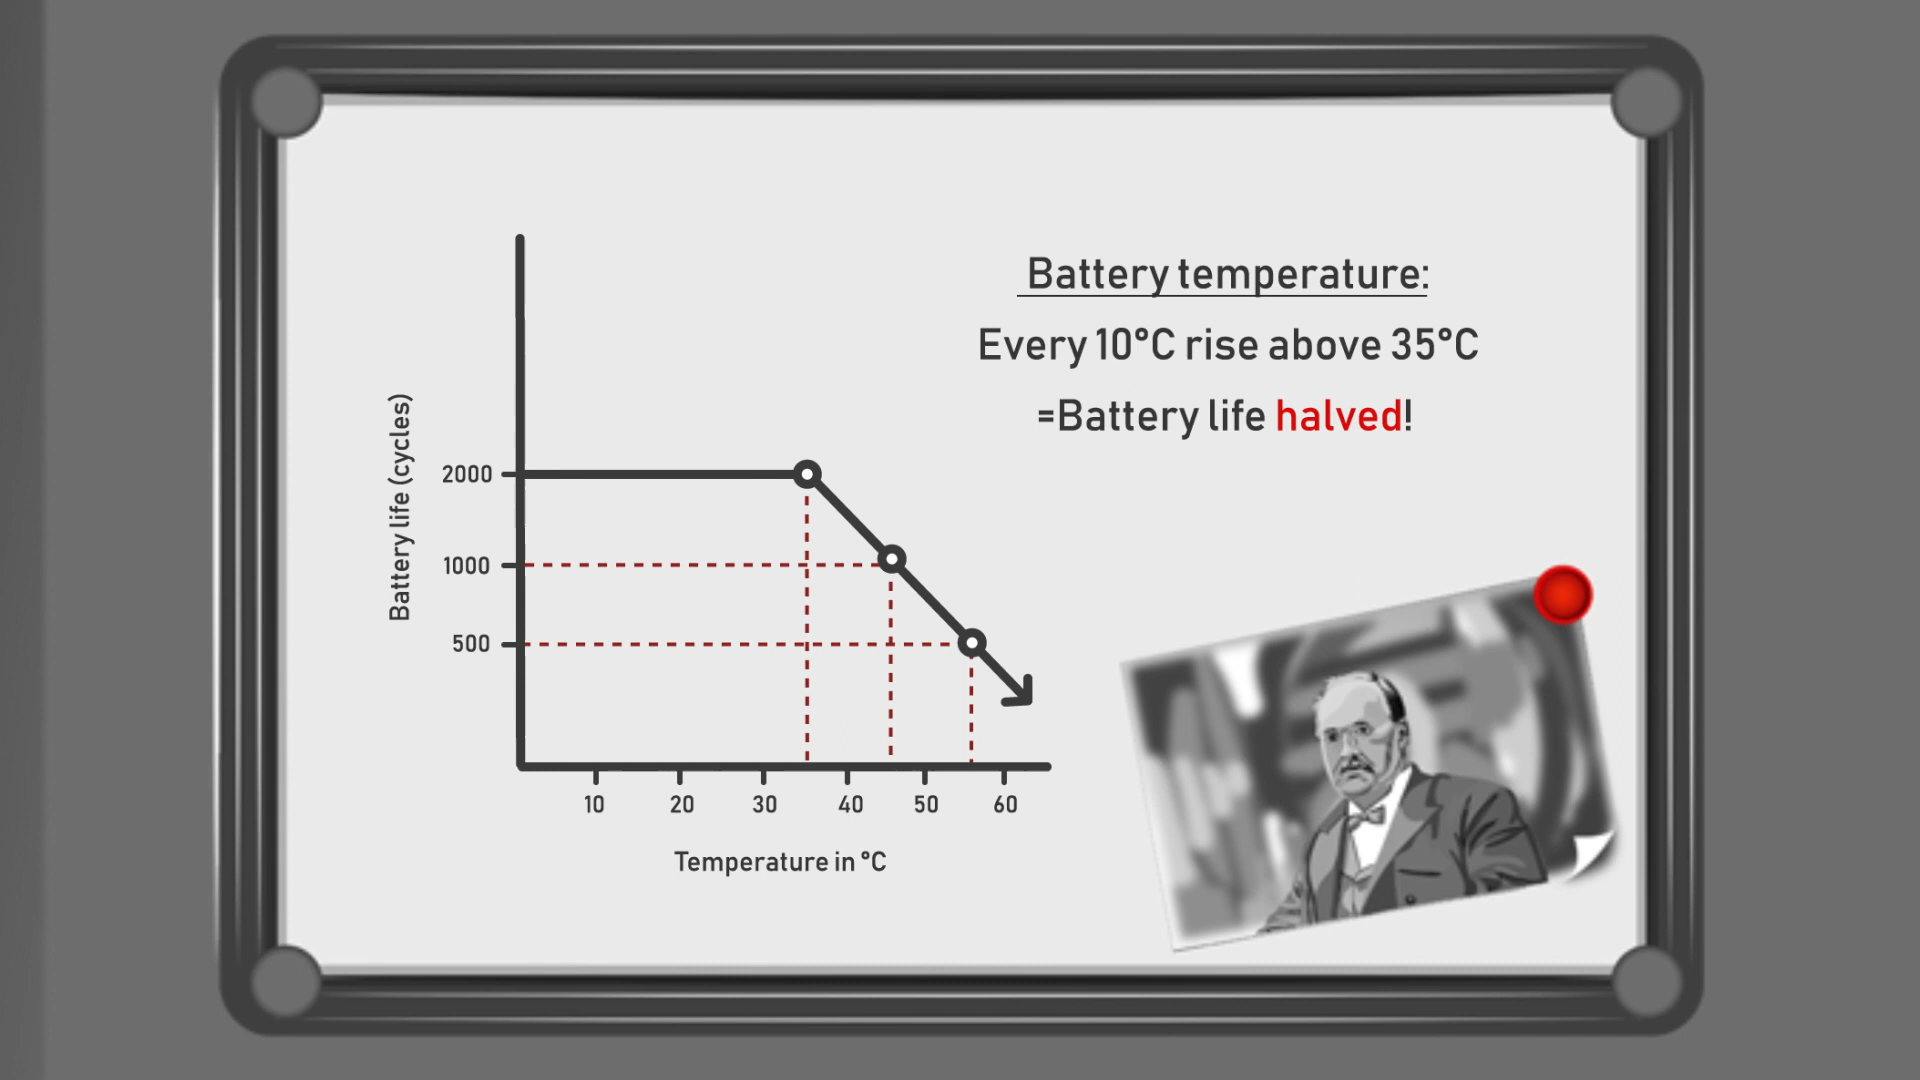 Battery temperature:
Every 10°C rise above 35°C
=Battery life halved!
Battery life (cycles)
2000
1000
500
10 20 30 40 50 60
Temperature in °C